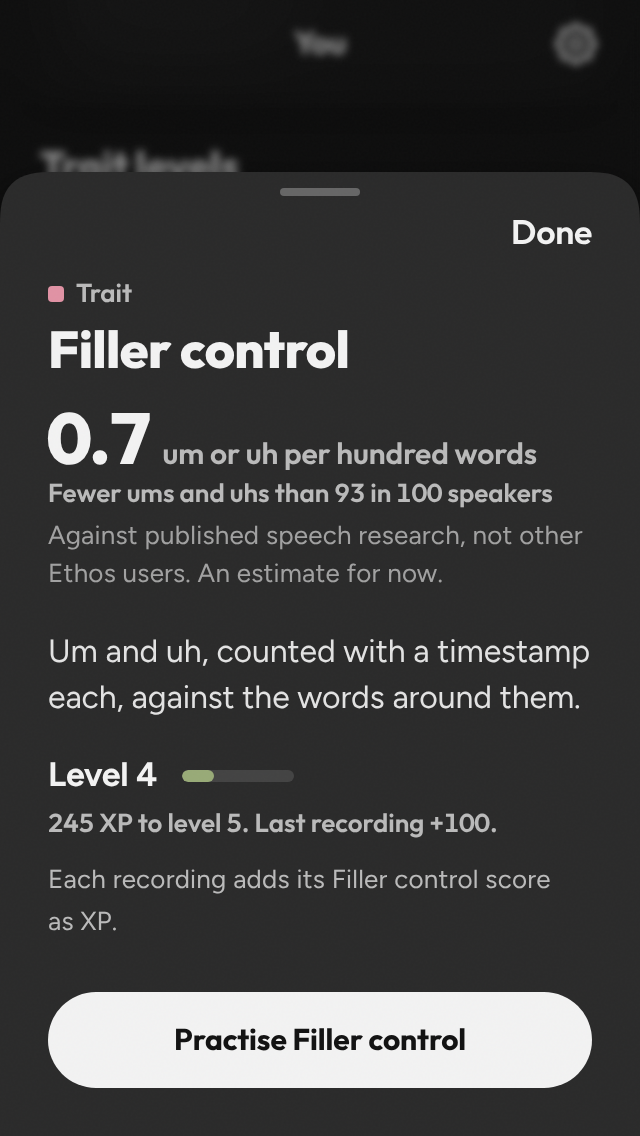 You
Trait levels
Done
Trait
Filler control
0.7 um or uh per hundred words
Fewer ums and uhs than 93 in 100 speakers
Against published speech research, not other
Ethos users. An estimate for now.
Um and uh, counted with a timestamp
each, against the words around them.
Level 4
245 XP to level 5. Last recording +100.
Each recording adds its Filler control score
as XP.
Practise Filler control